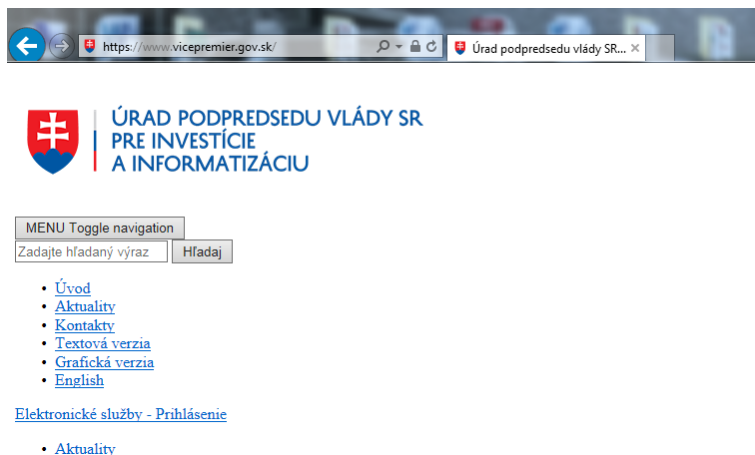 https://www.vicepremier.gov.sk/
Úrad podpredsedu vlády SR...
ÚRAD PODPREDSEDU VLÁDY SR
PRE INVESTÍCIE
A INFORMATIZÁCIU
MENU Toggle navigation
Zadajte hľadaný výraz Hľadaj
• Úvod
• Aktuality
• Kontakty
• Textová verzia
• Grafická verzia
• English
Elektronické služby - Prihlásenie
• Aktuality